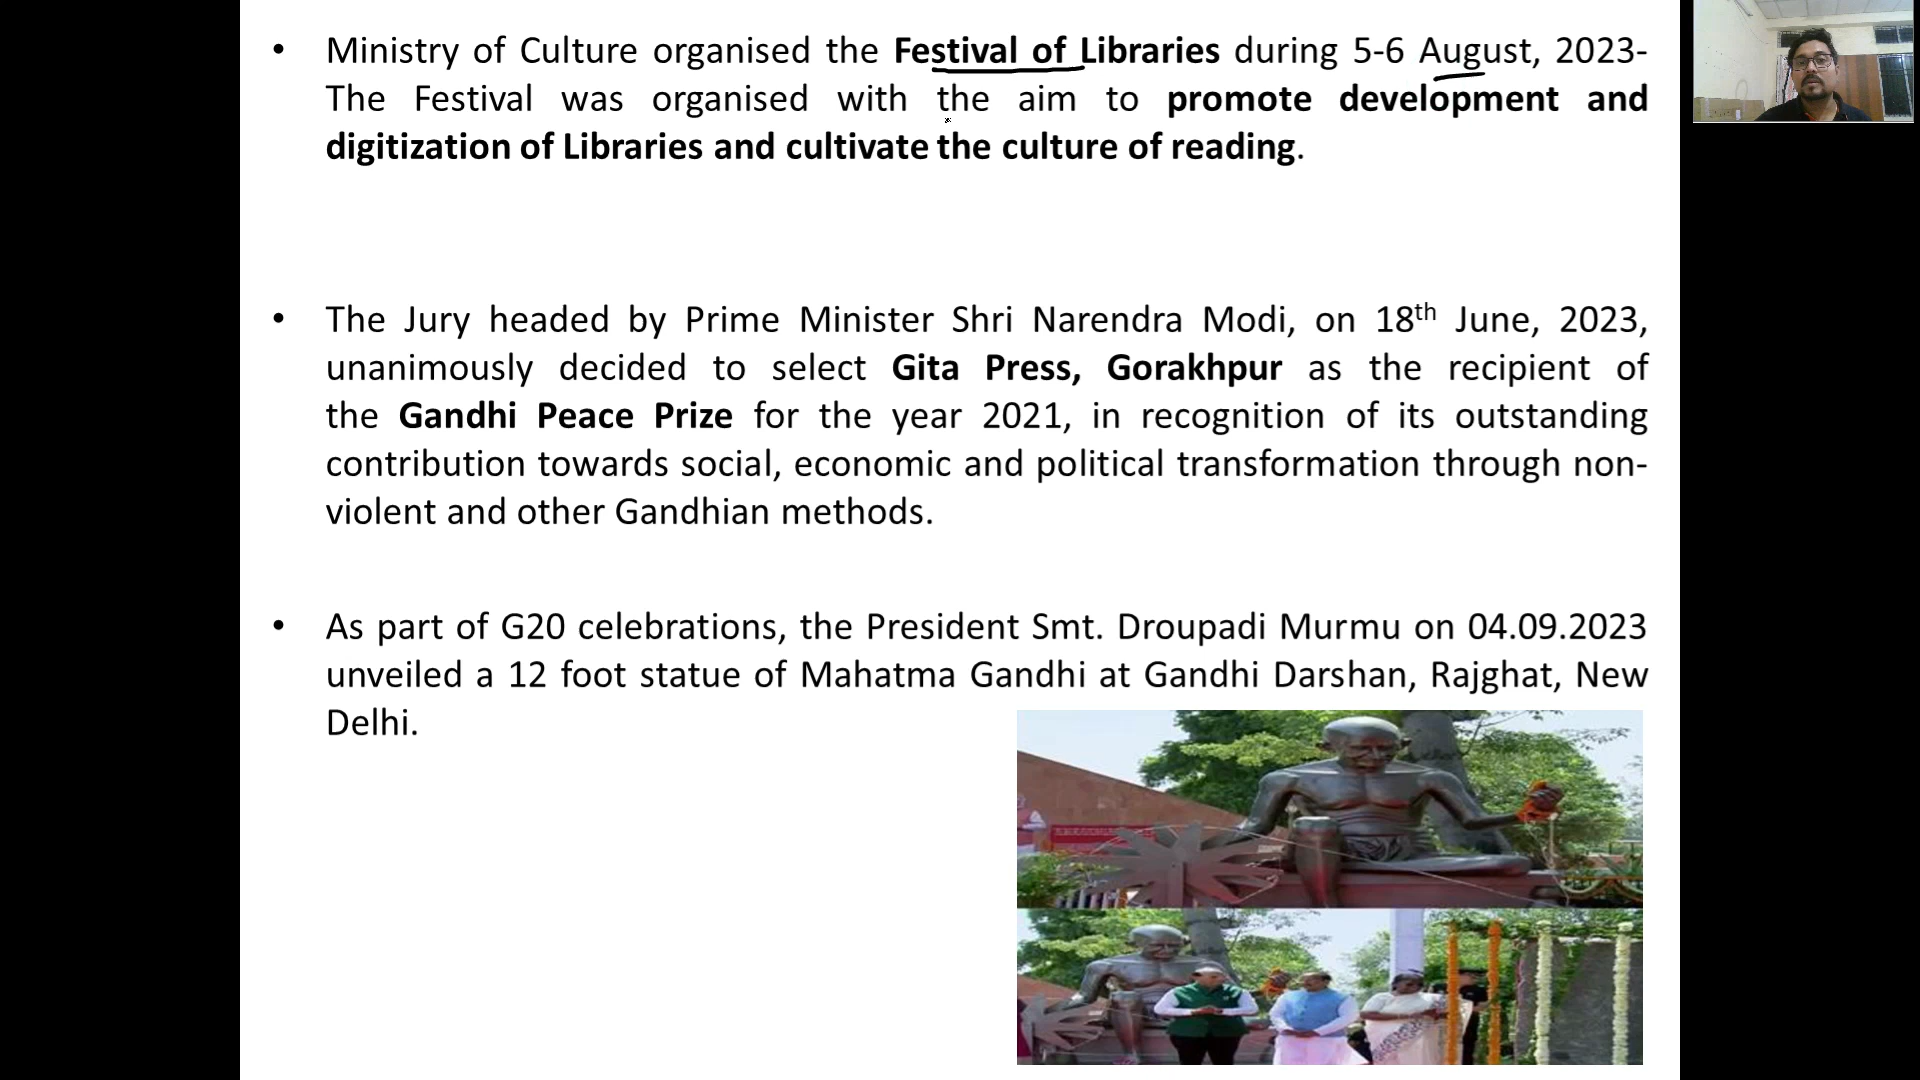 • Ministry of Culture organised the Festival of Libraries during 5-6 August, 2023-
The Festival was organised with the aim to promote development and
digitization of Libraries and cultivate the culture of reading.
• The Jury headed by Prime Minister Shri Narendra Modi, on 18th June, 2023,
unanimously decided to select Gita Press, Gorakhpur as the recipient of
the Gandhi Peace Prize for the year 2021, in recognition of its outstanding
contribution towards social, economic and political transformation through non-
violent and other Gandhian methods.
• As part of G20 celebrations, the President Smt. Droupadi Murmu on 04.09.2023
unveiled a 12 foot statue of Mahatma Gandhi at Gandhi Darshan, Rajghat, New
Delhi.